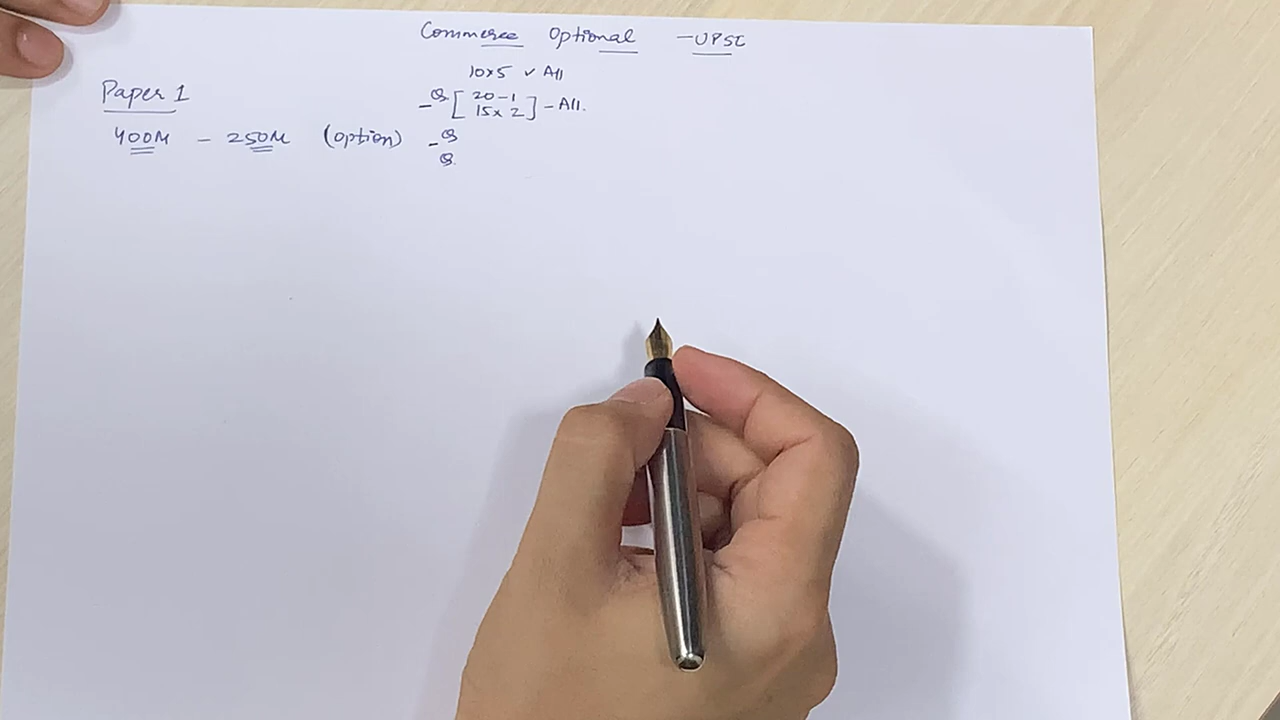 Commerce Optional - UPSC
10x5 ✓ All
Paper 1
- Q [ 20-1
15x2 ] - All.
400M - 250M (option) - Q
Q